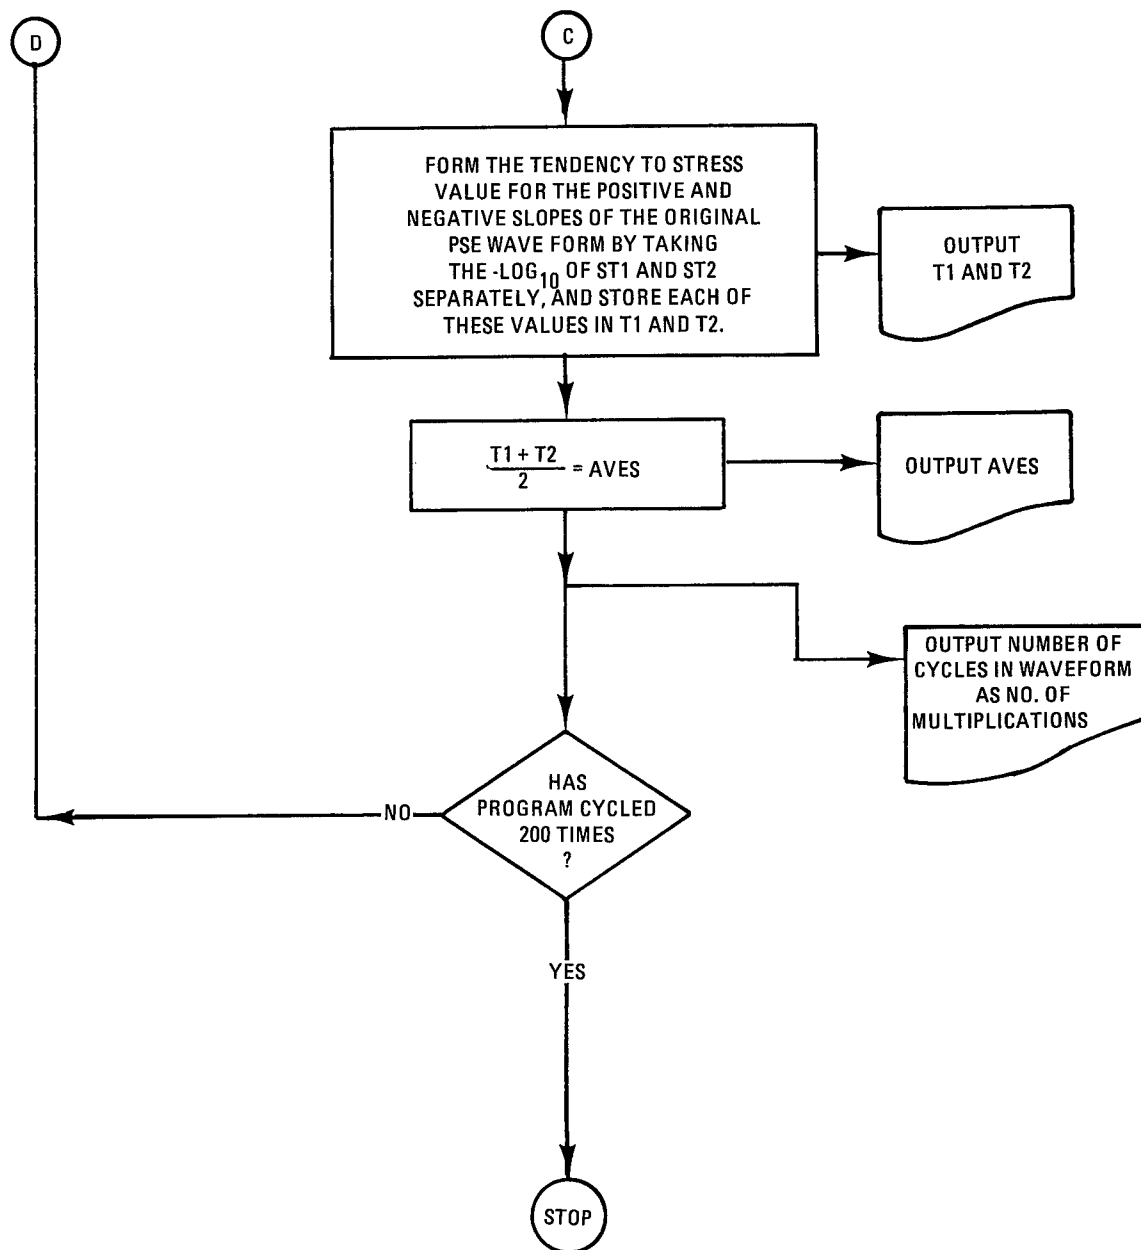 D
C
FORM THE TENDENCY TO STRESS
VALUE FOR THE POSITIVE AND
NEGATIVE SLOPES OF THE ORIGINAL
PSE WAVE FORM BY TAKING
THE -LOG10 OF ST1 AND ST2
SEPARATELY, AND STORE EACH OF
THESE VALUES IN T1 AND T2.
OUTPUT
T1 AND T2
T1 + T2
2
= AVES
OUTPUT AVES
OUTPUT NUMBER OF
CYCLES IN WAVEFORM
AS NO. OF
MULTIPLICATIONS
HAS
PROGRAM CYCLED
200 TIMES
?
NO
YES
STOP